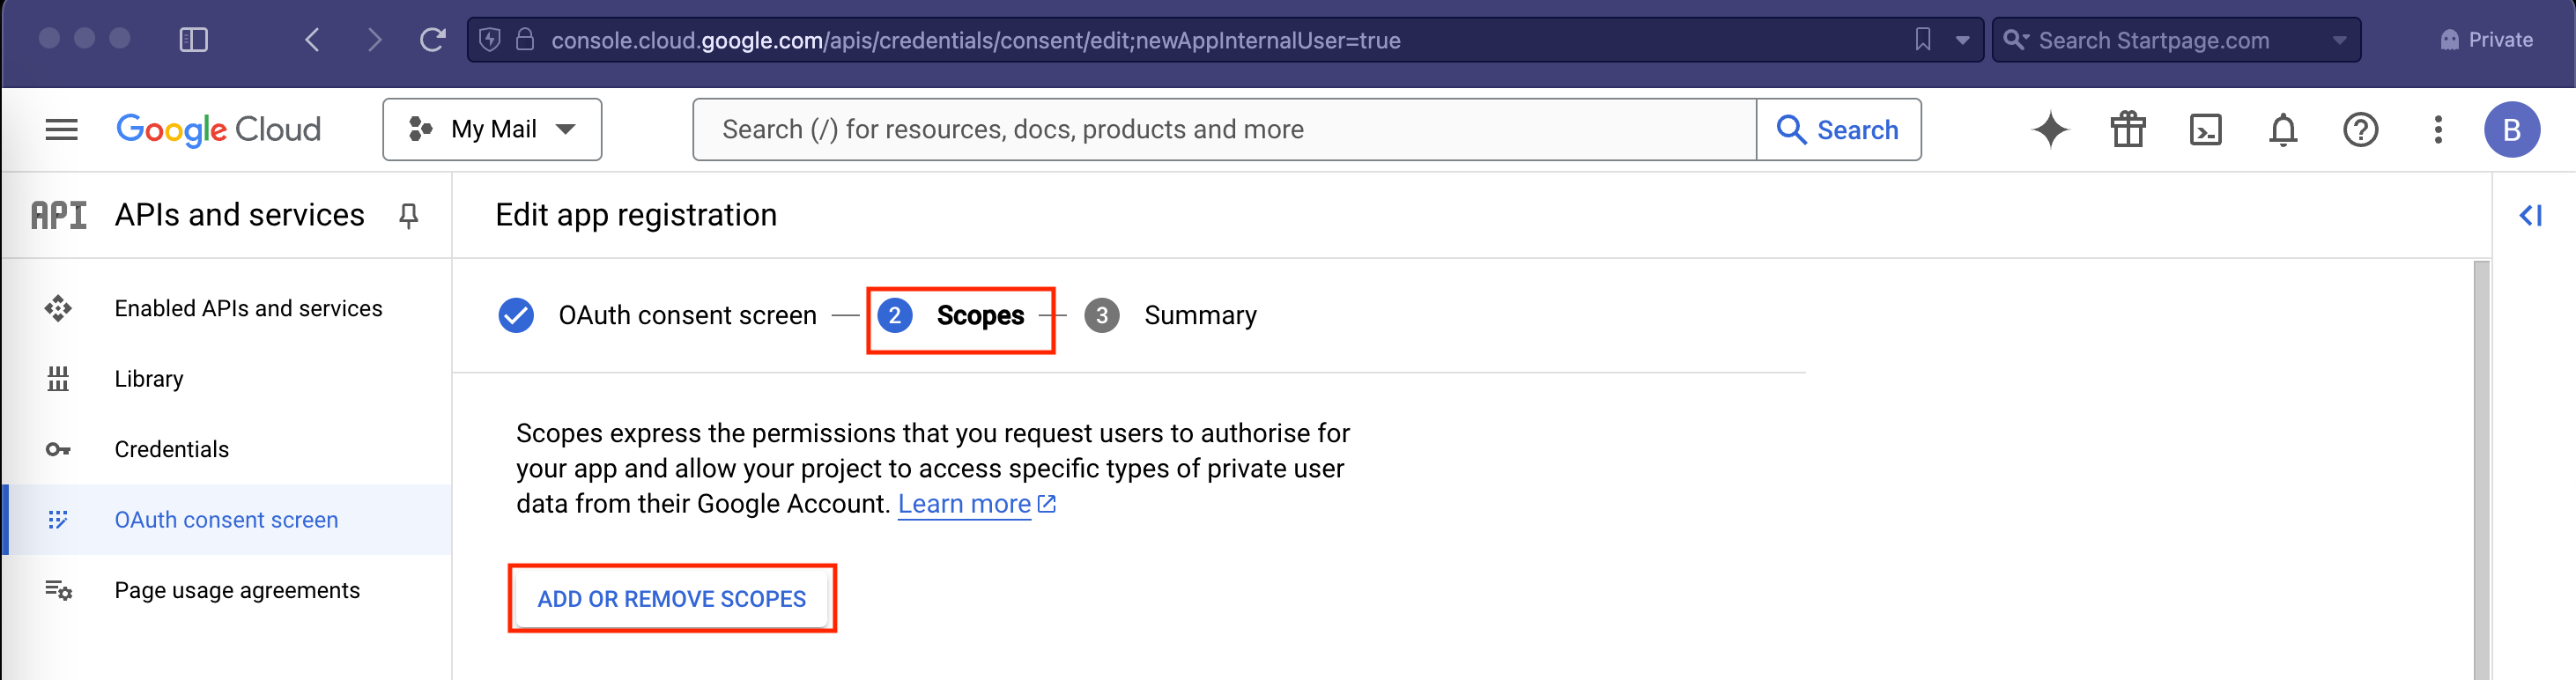 console.cloud.google.com/apis/credentials/consent/edit;newAppInternalUser=true
Search Startpage.com
Private
Google Cloud
My Mail
Search (/) for resources, docs, products and more
Search
B
API
APIs and services
Edit app registration
Enabled APIs and services
Library
Credentials
OAuth consent screen
Page usage agreements
OAuth consent screen
2 Scopes
3 Summary
Scopes express the permissions that you request users to authorise for
your app and allow your project to access specific types of private user
data from their Google Account. Learn more
ADD OR REMOVE SCOPES